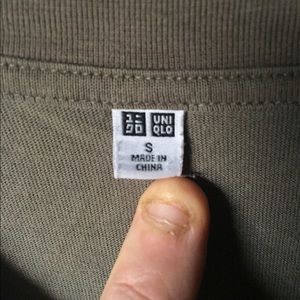 ユニ UNI
クロ QLO
S
MADE IN
CHINA